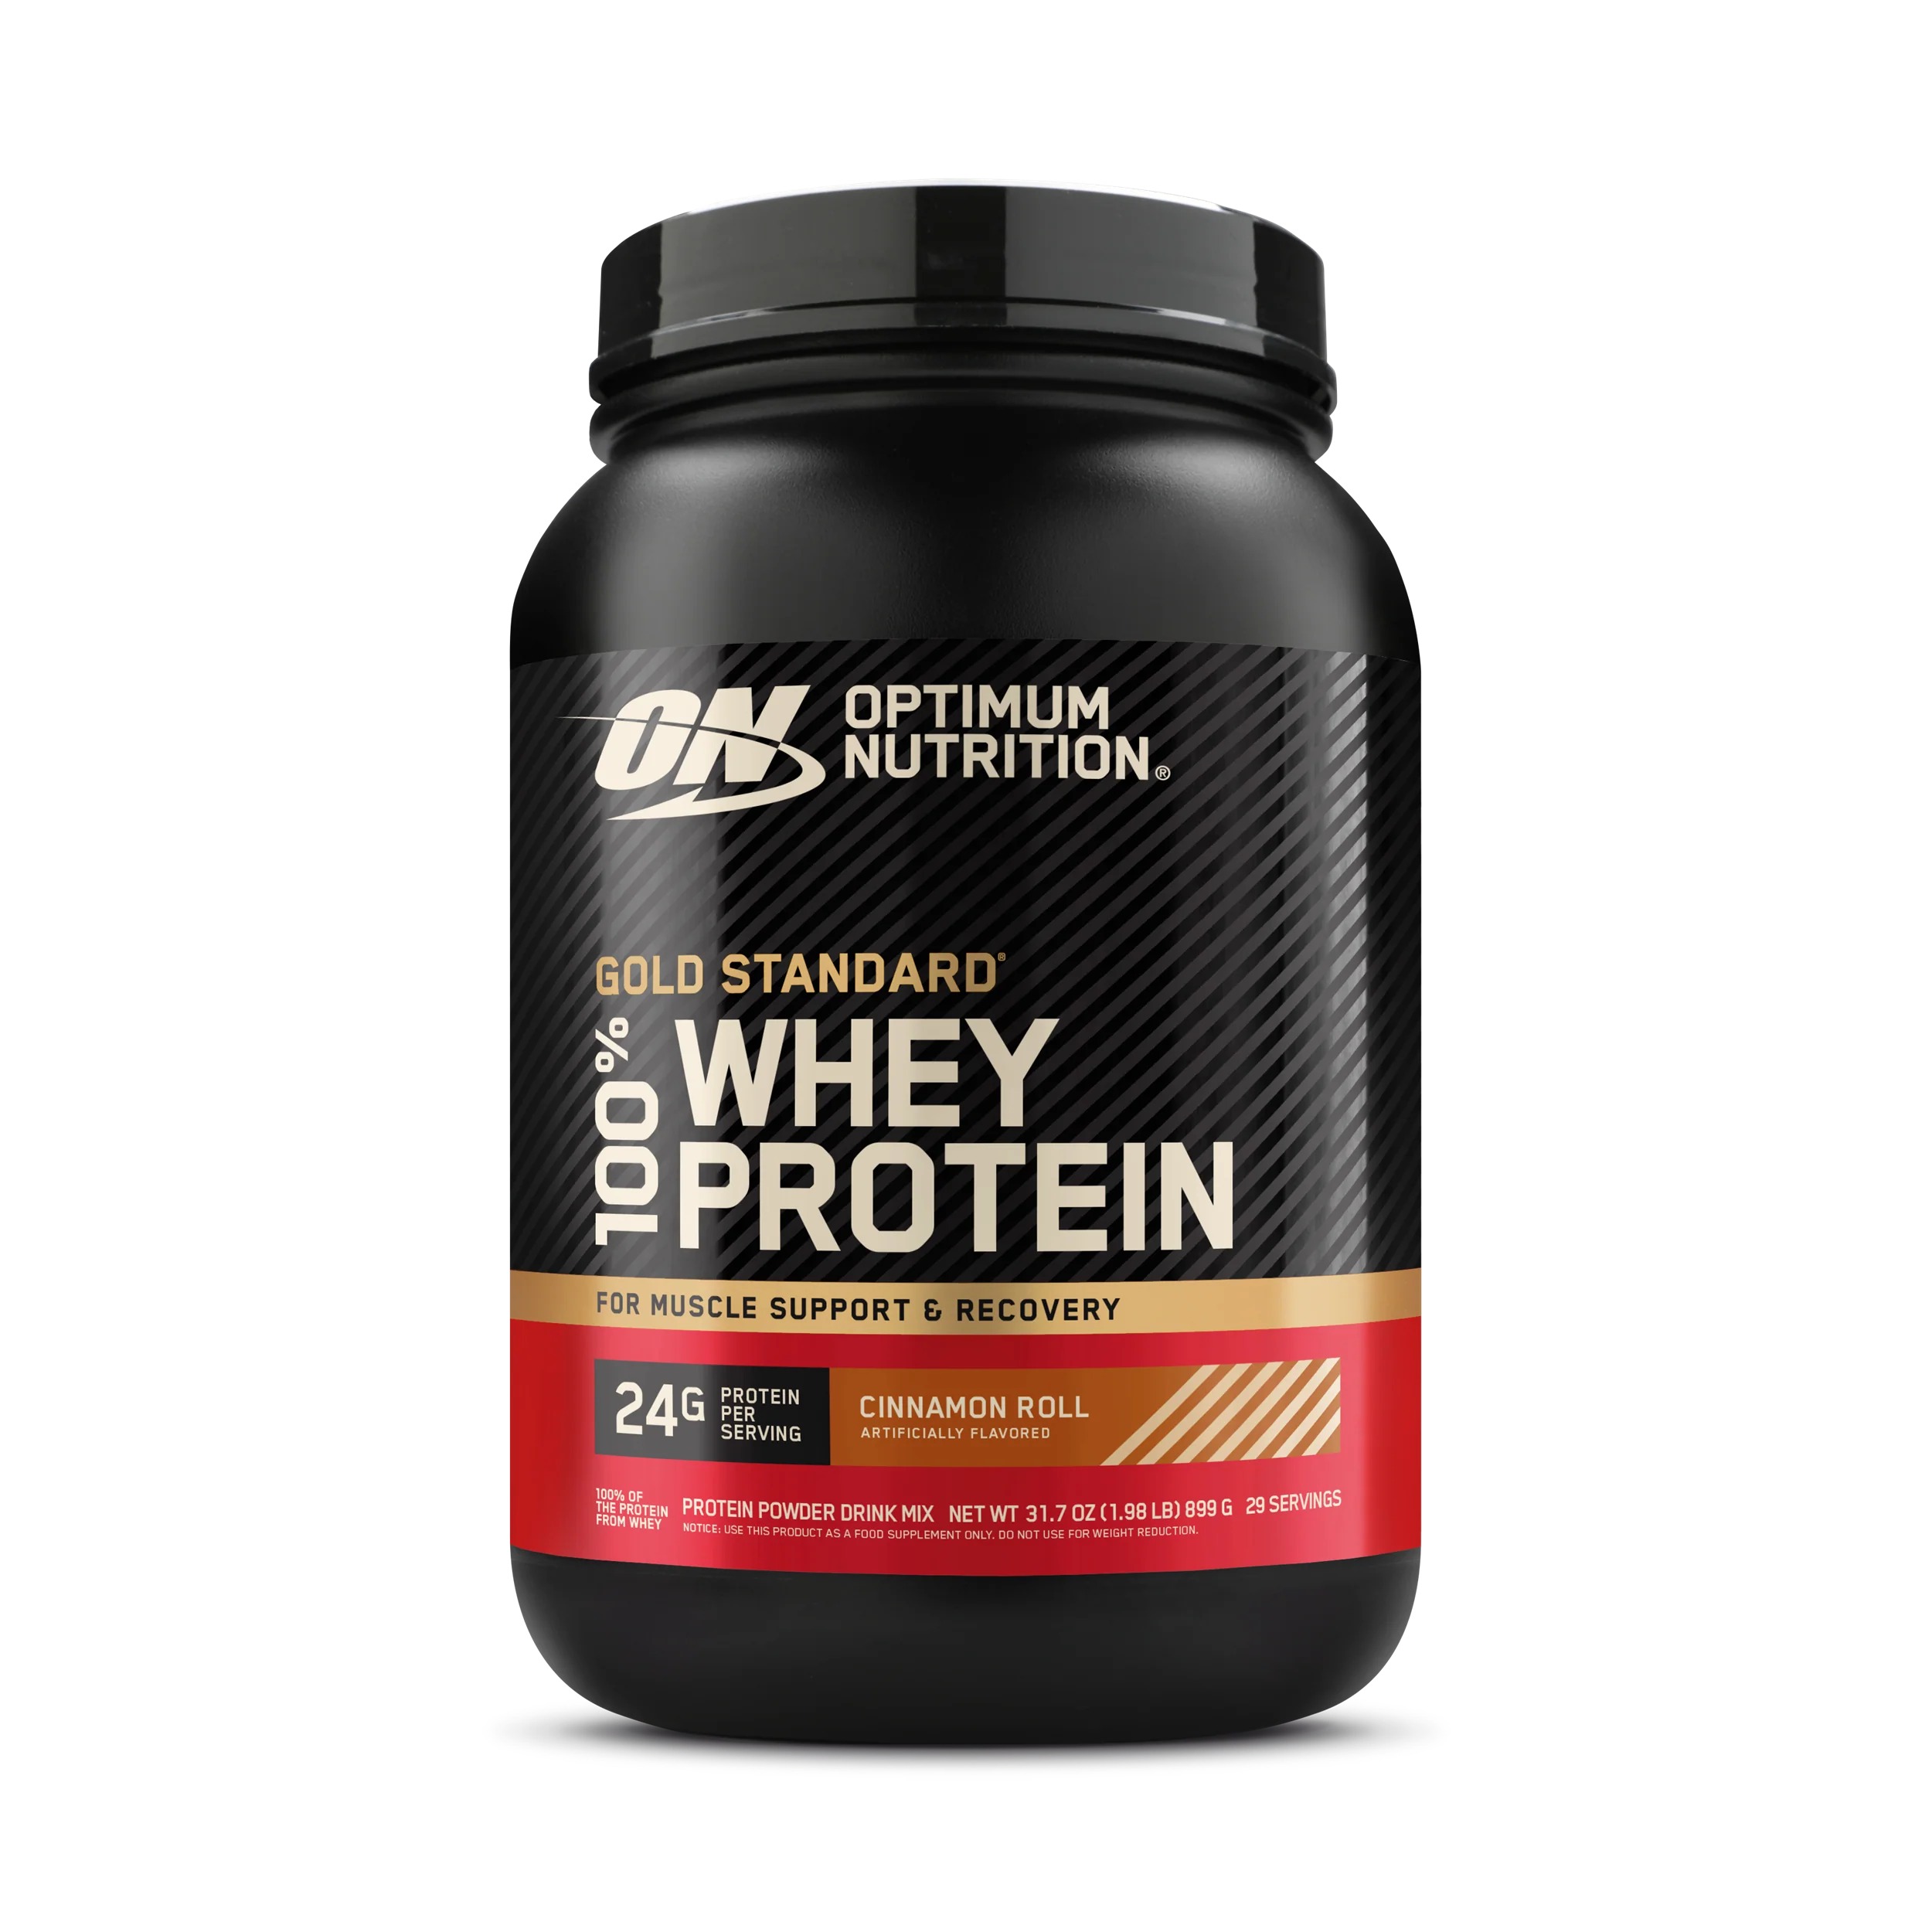 ON OPTIMUM
NUTRITION®
GOLD STANDARD®
100% WHEY
PROTEIN
FOR MUSCLE SUPPORT & RECOVERY
24G PROTEIN
PER
SERVING
CINNAMON ROLL
ARTIFICIALLY FLAVORED
100% OF
THE PROTEIN
FROM WHEY
PROTEIN POWDER DRINK MIX NET WT 31.7 OZ (1.98 LB) 899 G 29 SERVINGS
NOTICE: USE THIS PRODUCT AS A FOOD SUPPLEMENT ONLY. DO NOT USE FOR WEIGHT REDUCTION.